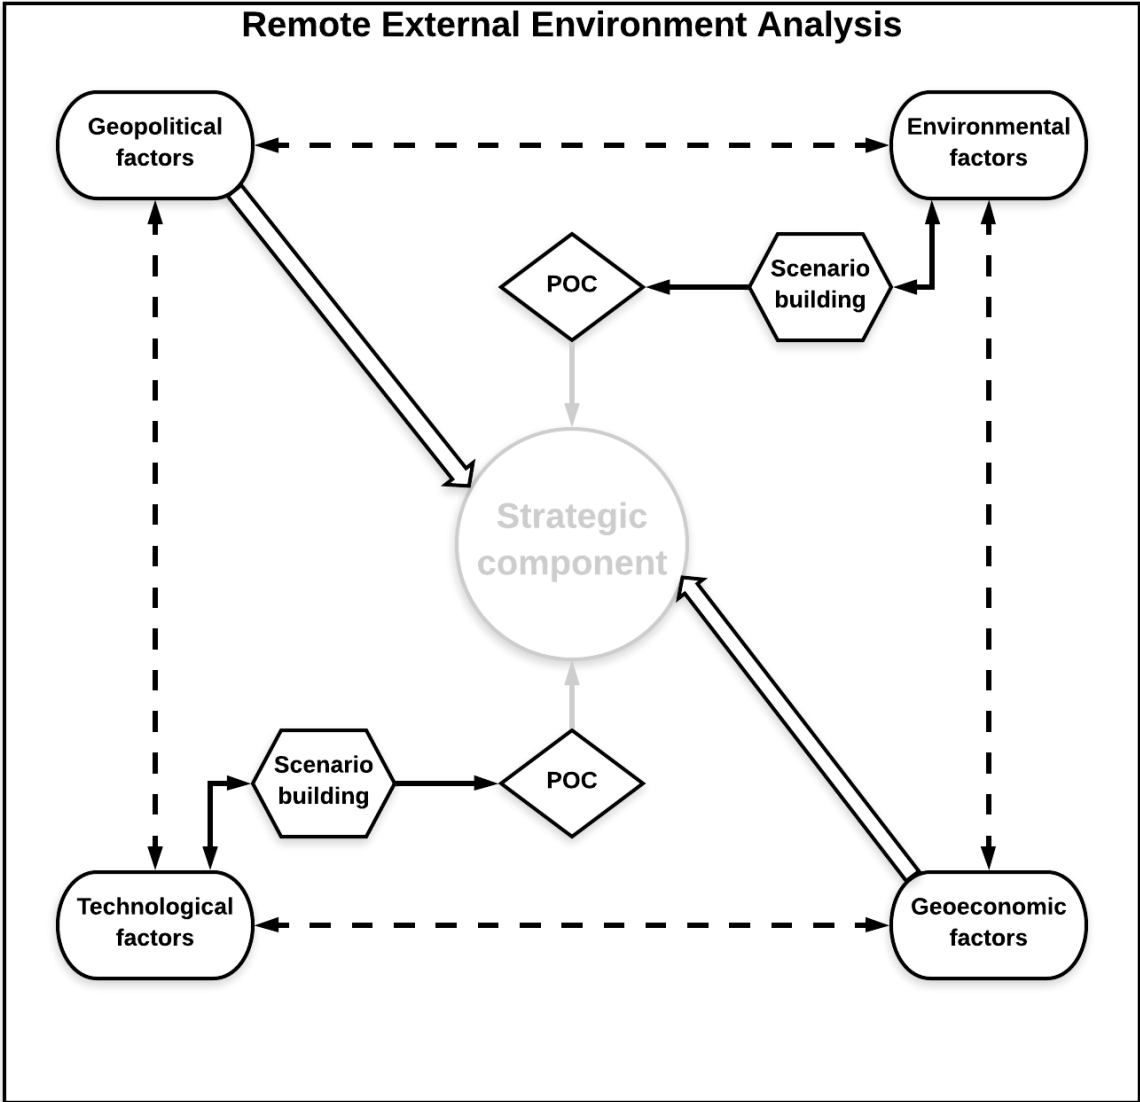 Remote External Environment Analysis
Geopolitical
factors
Environmental
factors
POC
Scenario
building
Strategic
component
Scenario
building
POC
Technological
factors
Geoeconomic
factors